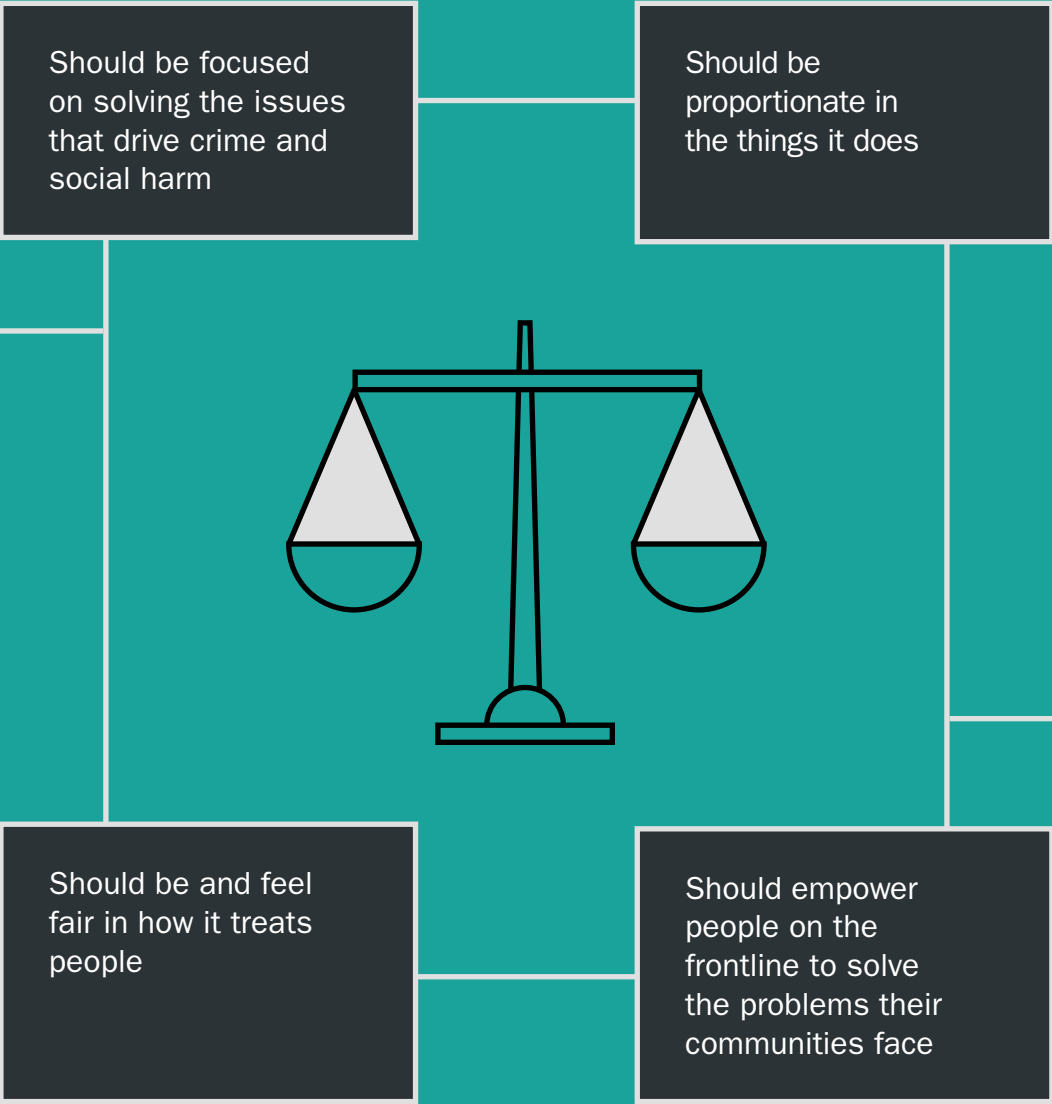 Should be focused
on solving the issues
that drive crime and
social harm
Should be
proportionate in
the things it does
Should be and feel
fair in how it treats
people
Should empower
people on the
frontline to solve
the problems their
communities face